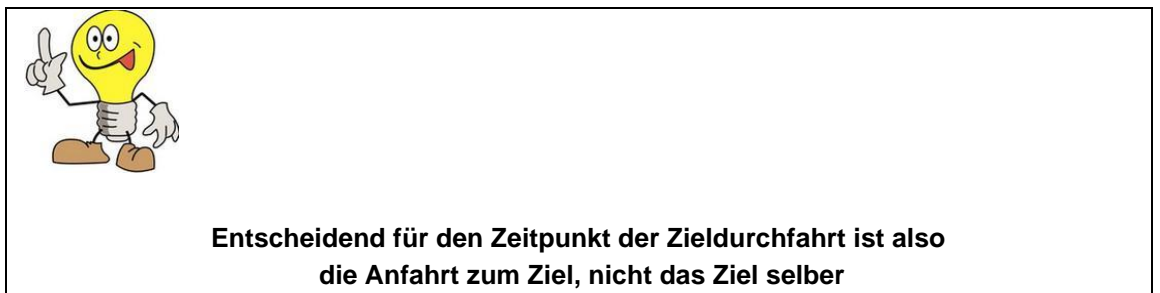 Entscheidend für den Zeitpunkt der Zieldurchfahrt ist also
die Anfahrt zum Ziel, nicht das Ziel selber